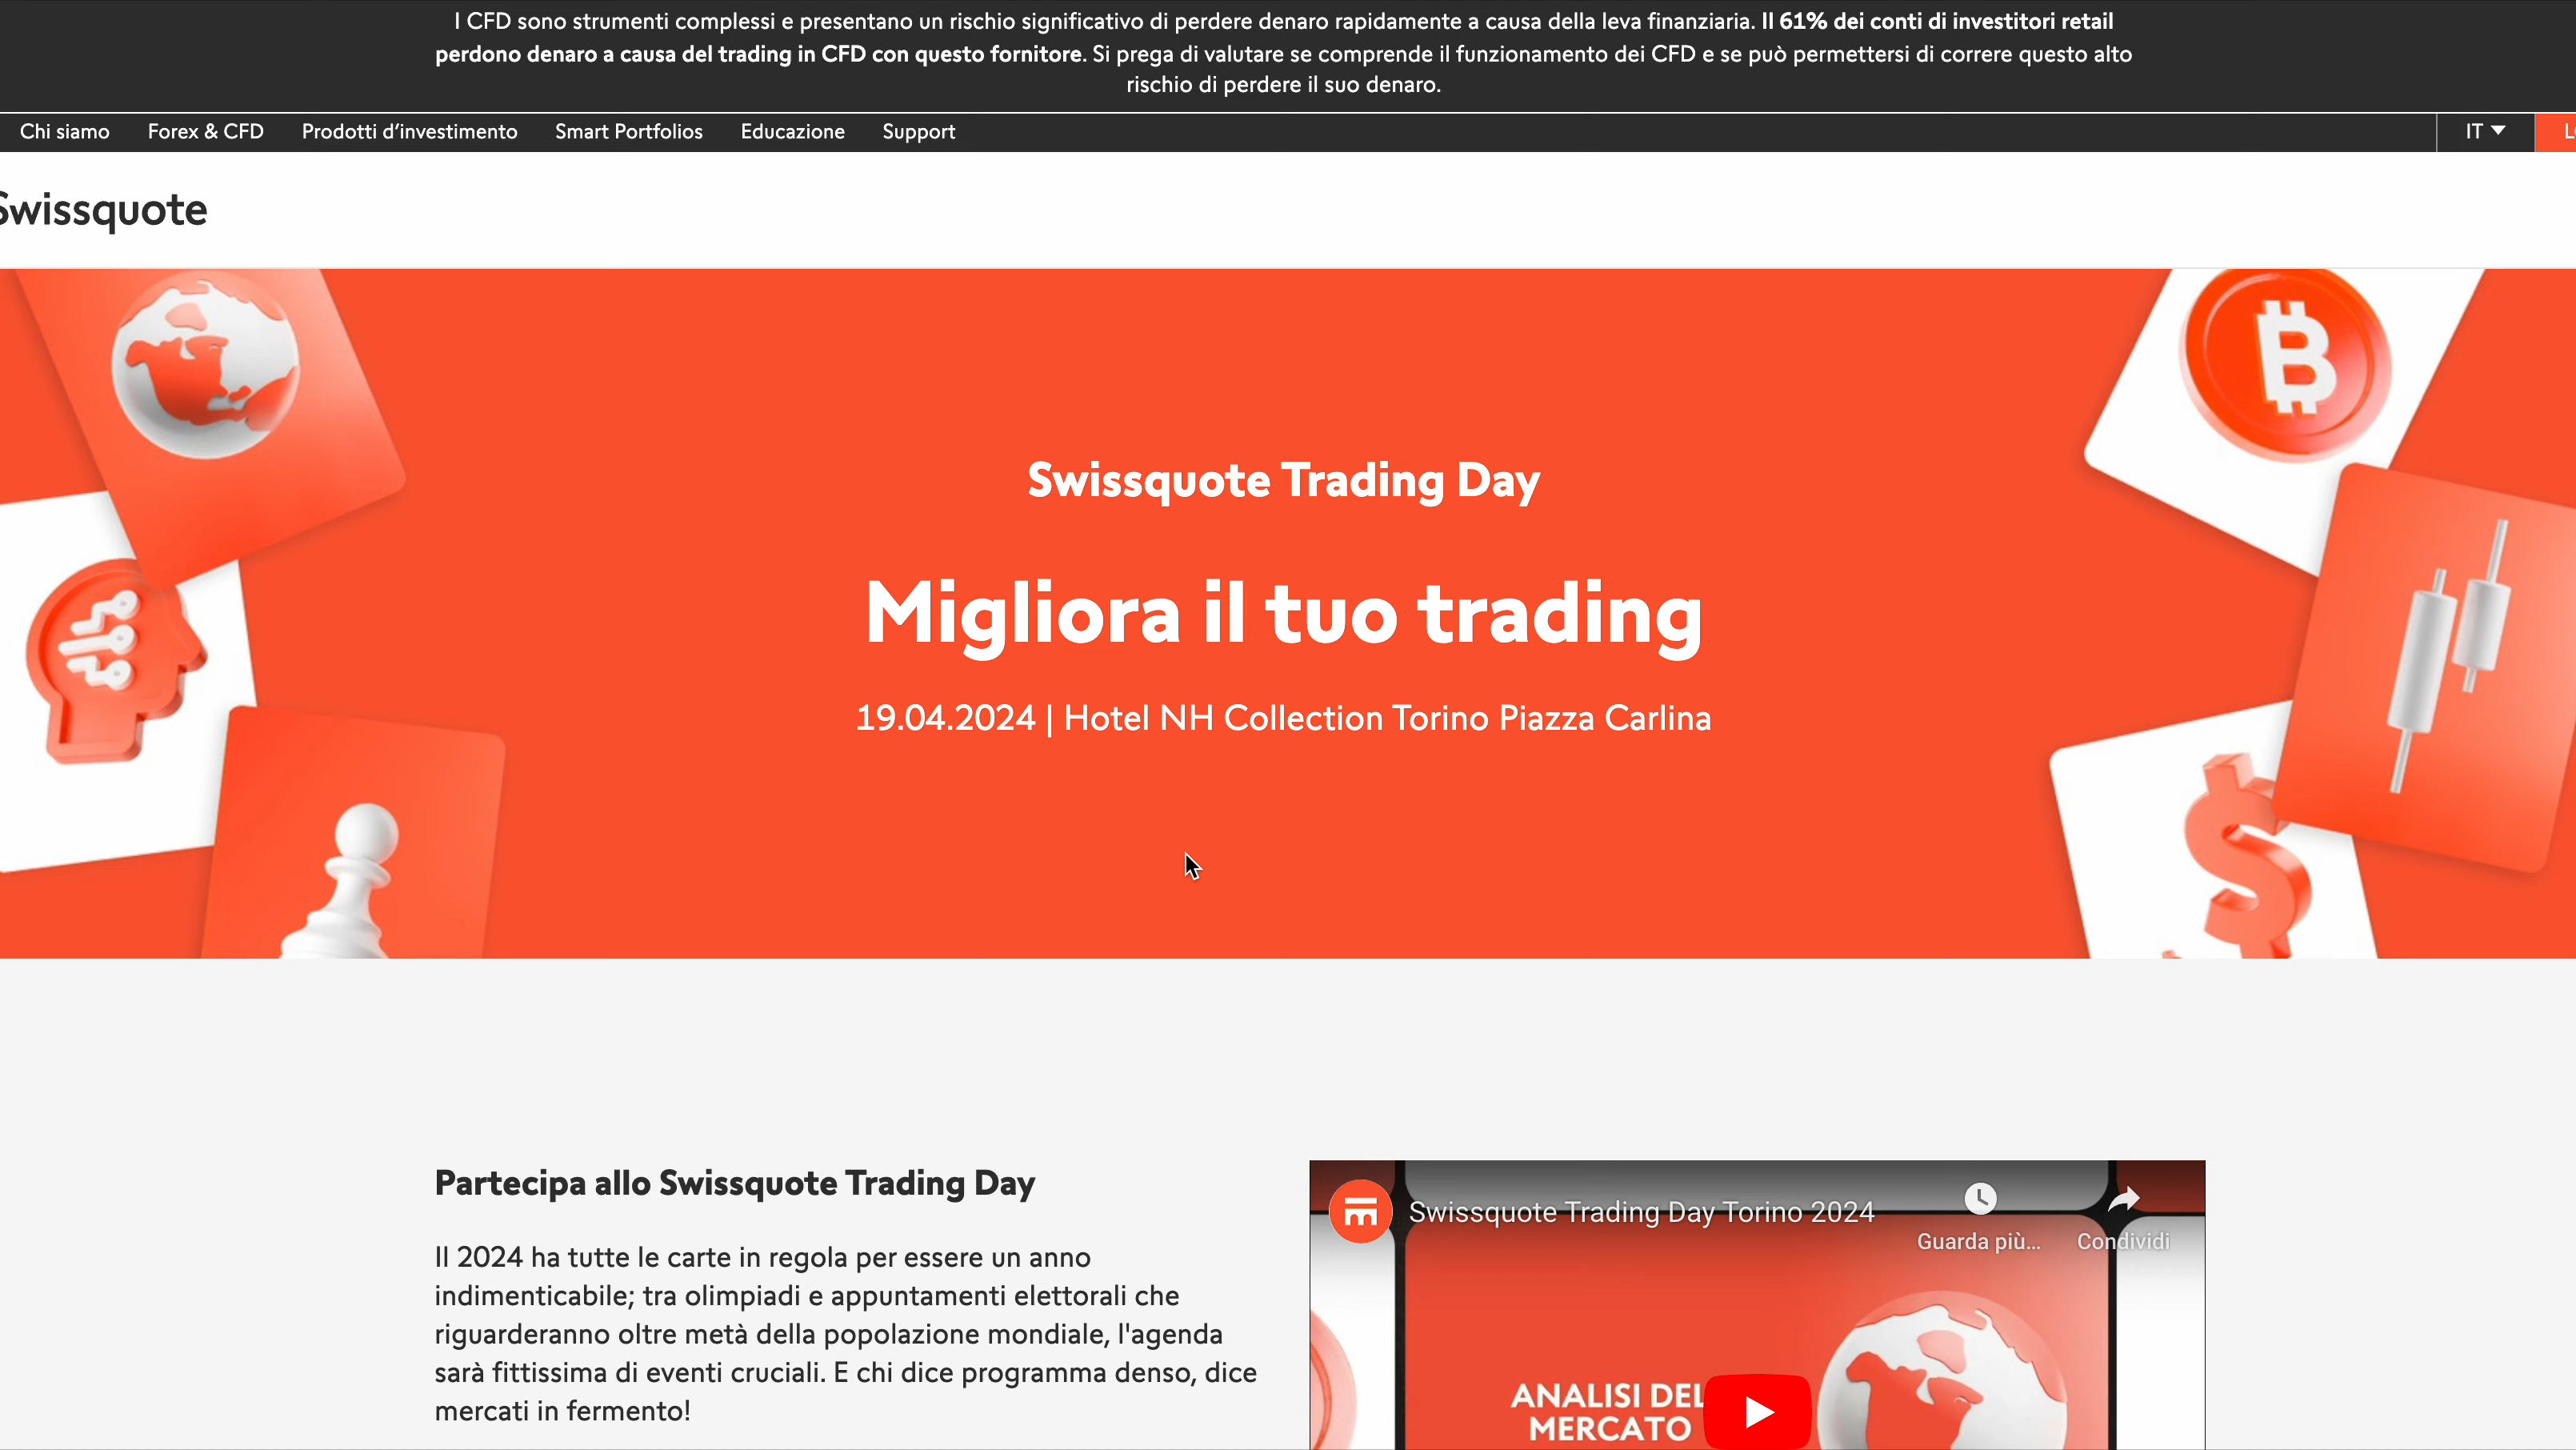 I CFD sono strumenti complessi e presentano un rischio significativo di perdere denaro rapidamente a causa della leva finanziaria. Il 61% dei conti di investitori retail
perdono denaro a causa del trading in CFD con questo fornitore. Si prega di valutare se comprende il funzionamento dei CFD e se può permettersi di correre questo alto
rischio di perdere il suo denaro.
Chi siamo Forex & CFD Prodotti d’investimento Smart Portfolios Educazione Support IT
Swissquote
Swissquote Trading Day
Migliora il tuo trading
19.04.2024 | Hotel NH Collection Torino Piazza Carlina
Partecipa allo Swissquote Trading Day
Il 2024 ha tutte le carte in regola per essere un anno
indimenticabile; tra olimpiadi e appuntamenti elettorali che
riguarderanno oltre metà della popolazione mondiale, l'agenda
sarà fittissima di eventi cruciali. E chi dice programma denso, dice
mercati in fermento!
Swissquote Trading Day Torino 2024
Guarda più...
Condividi
ANALISI DEL
MERCATO